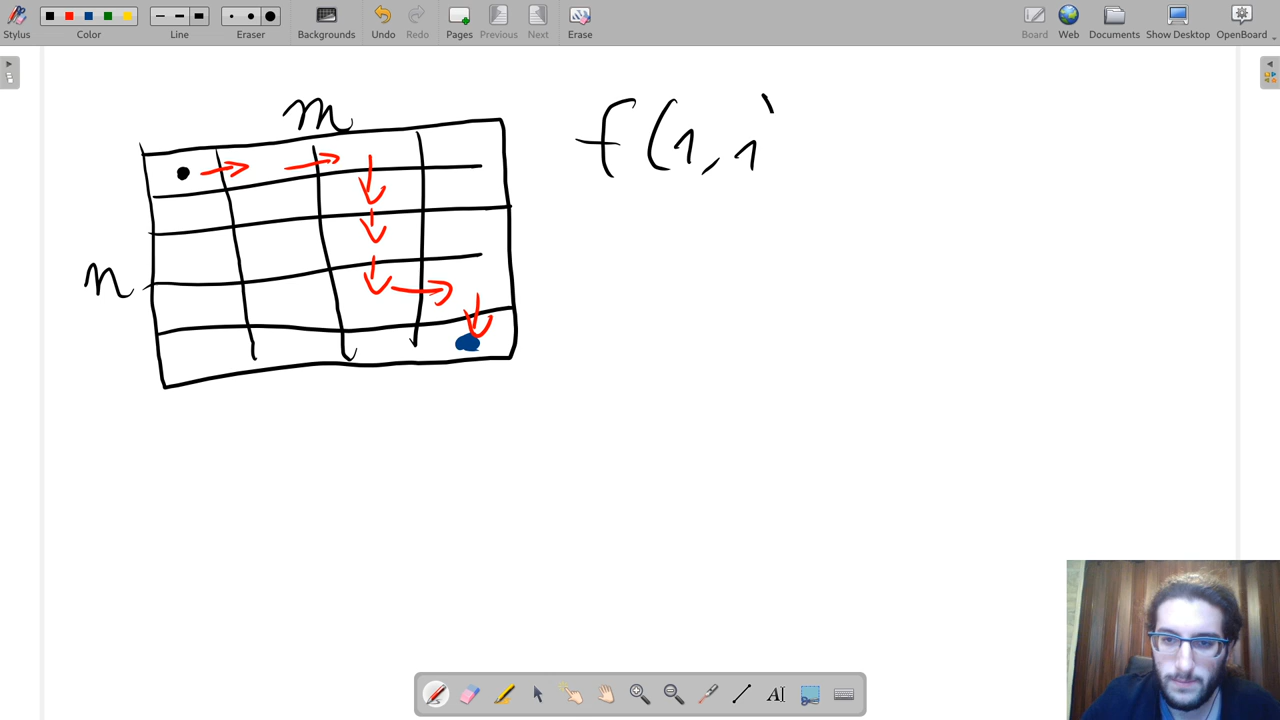 Stylus
Color
Line
Eraser
Backgrounds
Undo
Redo
Pages
Previous
Next
Erase
Board
Web
Documents
Show Desktop
OpenBoard
m
n
f(1,1)
AI